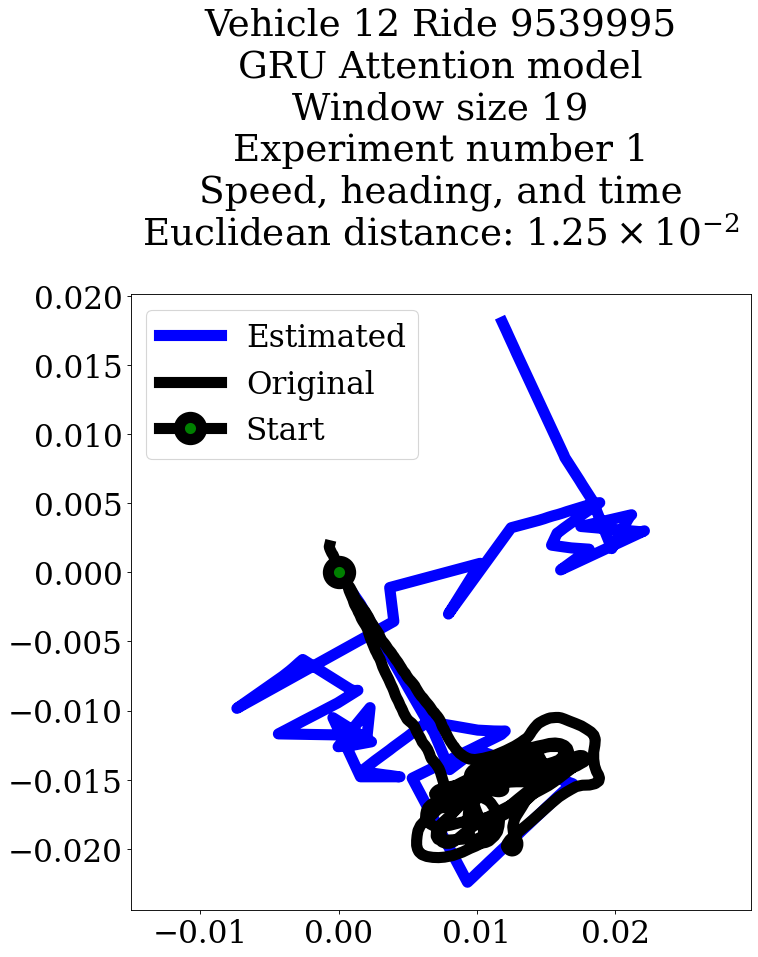 Vehicle 12 Ride 9539995
GRU Attention model
Window size 19
Experiment number 1
Speed, heading, and time
Euclidean distance: 1.25 × 10⁻²
0.020
0.015
0.010
0.005
0.000
−0.005
−0.010
−0.015
−0.020
Estimated
Original
Start
−0.01 0.00 0.01 0.02